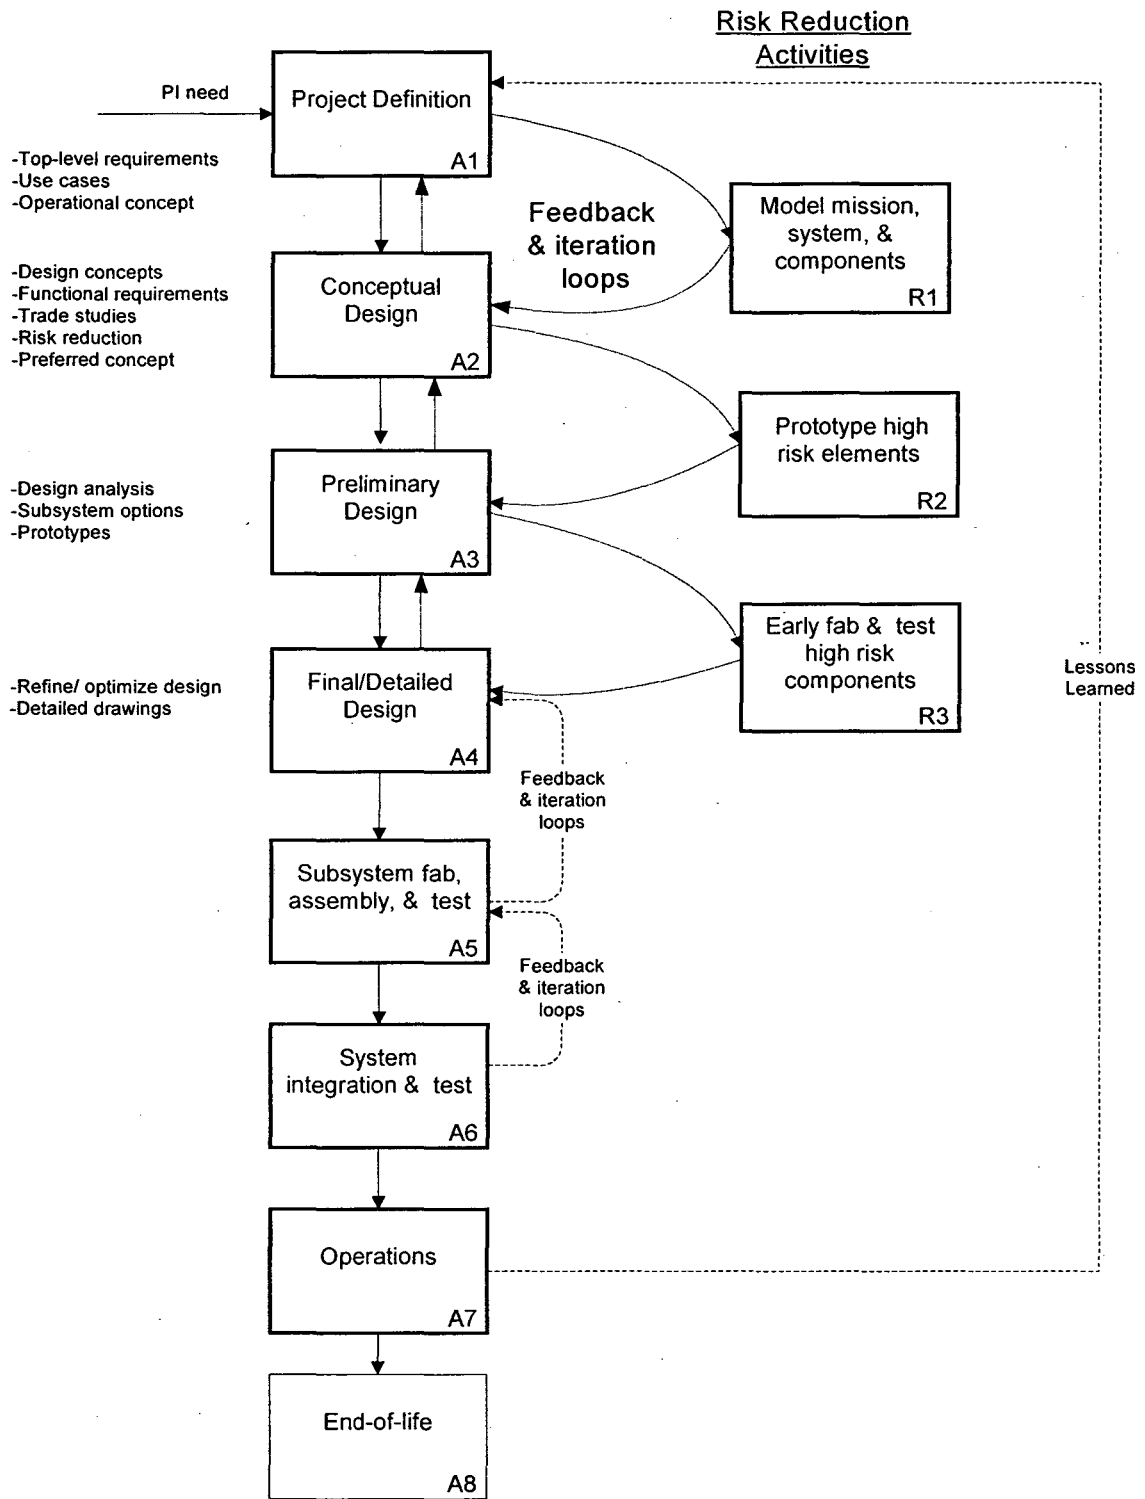 Risk Reduction
Activities
PI need
Project Definition
A1
-Top-level requirements
-Use cases
-Operational concept
Feedback
& iteration
loops
Model mission,
system, &
components
R1
-Design concepts
-Functional requirements
-Trade studies
-Risk reduction
-Preferred concept
Conceptual
Design
A2
Prototype high
risk elements
R2
-Design analysis
-Subsystem options
-Prototypes
Preliminary
Design
A3
Early fab & test
high risk
components
R3
Lessons
Learned
-Refine/ optimize design
-Detailed drawings
Final/Detailed
Design
A4
Feedback
& iteration
loops
Subsystem fab,
assembly, & test
A5
Feedback
& iteration
loops
System
integration & test
A6
Operations
A7
End-of-life
A8